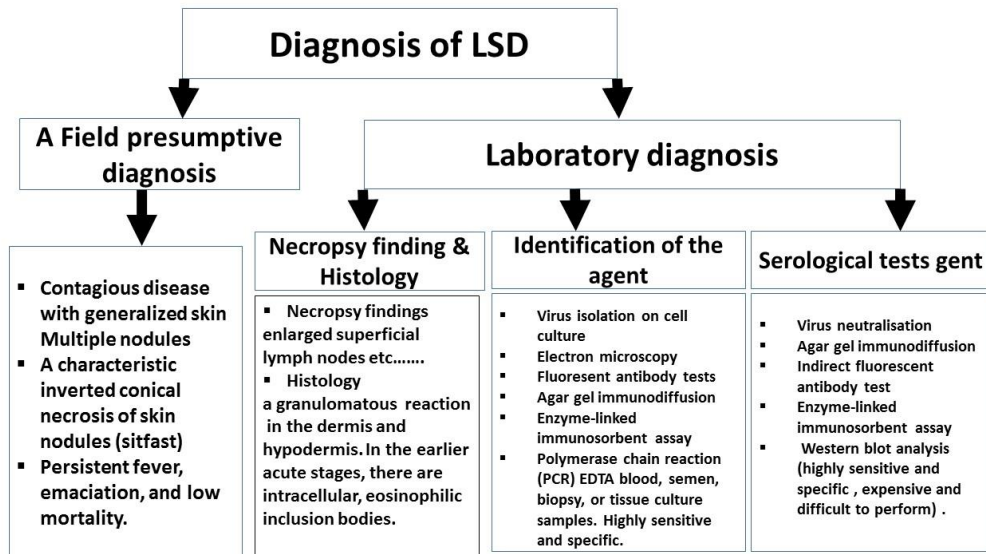 Diagnosis of LSD
A Field presumptive
diagnosis
Laboratory diagnosis
▪ Contagious disease
with generalized skin
Multiple nodules
▪ A characteristic
inverted conical
necrosis of skin
nodules (sitfast)
▪ Persistent fever,
emaciation, and low
mortality.
Necropsy finding &
Histology
▪ Necropsy findings
enlarged superficial
lymph nodes etc.......
▪ Histology
a granulomatous reaction
in the dermis and
hypodermis. In the earlier
acute stages, there are
intracellular, eosinophilic
inclusion bodies.
Identification of the
agent
▪ Virus isolation on cell
culture
▪ Electron microscopy
▪ Fluoresent antibody tests
▪ Agar gel immunodiffusion
▪ Enzyme-linked
immunosorbent assay
▪ Polymerase chain reaction
(PCR) EDTA blood, semen,
biopsy, or tissue culture
samples. Highly sensitive
and specific.
Serological tests gent
▪ Virus neutralisation
▪ Agar gel immunodiffusion
▪ Indirect fluorescent
antibody test
▪ Enzyme-linked
immunosorbent assay
▪ Western blot analysis
(highly sensitive and
specific , expensive and
difficult to perform) .